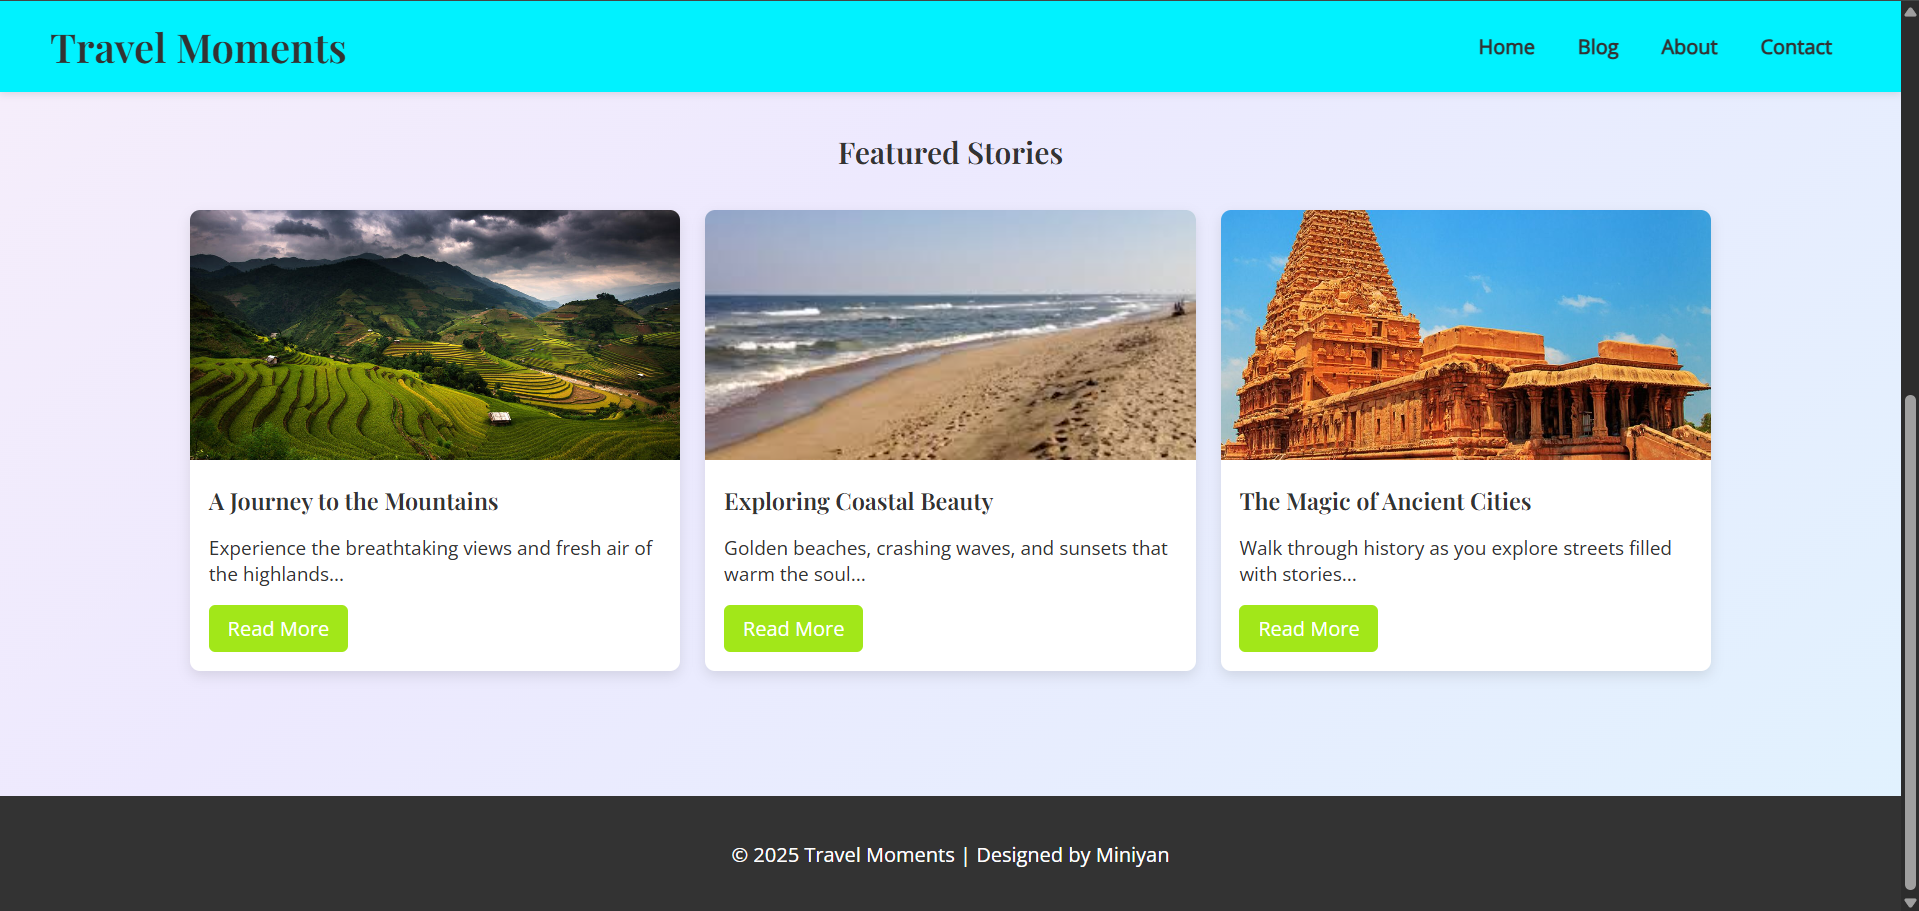 Travel Moments
Home Blog About Contact
Featured Stories
A Journey to the Mountains
Experience the breathtaking views and fresh air of
the highlands...
Read More
Exploring Coastal Beauty
Golden beaches, crashing waves, and sunsets that
warm the soul...
Read More
The Magic of Ancient Cities
Walk through history as you explore streets filled
with stories...
Read More
© 2025 Travel Moments | Designed by Miniyan